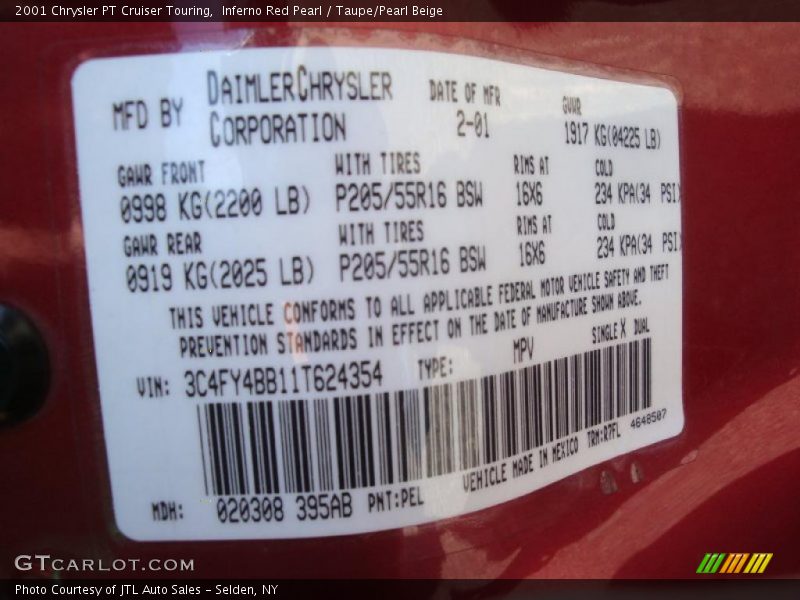 2001 Chrysler PT Cruiser Touring,  Inferno Red Pearl / Taupe/Pearl Beige
MFD BY DAIMLERCHRYSLER CORPORATION
DATE OF MFR
2-01
GVWR
1917 KG(04225 LB)
GAWR FRONT WITH TIRES RIMS AT COLD
0998 KG(2200 LB) P205/55R16 BSW 16X6 234 KPA(34 PSI)
GAWR REAR WITH TIRES RIMS AT COLD
0919 KG(2025 LB) P205/55R16 BSW 16X6 234 KPA(34 PSI)
THIS VEHICLE CONFORMS TO ALL APPLICABLE FEDERAL MOTOR VEHICLE SAFETY AND THEFT
PREVENTION STANDARDS IN EFFECT ON THE DATE OF MANUFACTURE SHOWN ABOVE.
VIN: 3C4FY4BB11T624354 TYPE: MPV SINGLE X DUAL
MDH: 020308 395AB PNT:PEL VEHICLE MADE IN MEXICO TRM:R7FL 4648507
GTCARLOT.COM
Photo Courtesy of JTL Auto Sales - Selden, NY